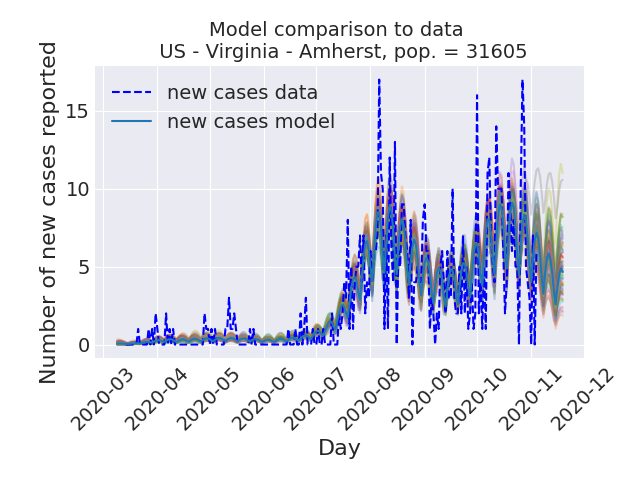 Model comparison to data
US - Virginia - Amherst, pop. = 31605
Number of new cases reported
new cases data
new cases model
15
10
5
0
2020-03
2020-04
2020-05
2020-06
2020-07
2020-08
2020-09
2020-10
2020-11
2020-12
Day